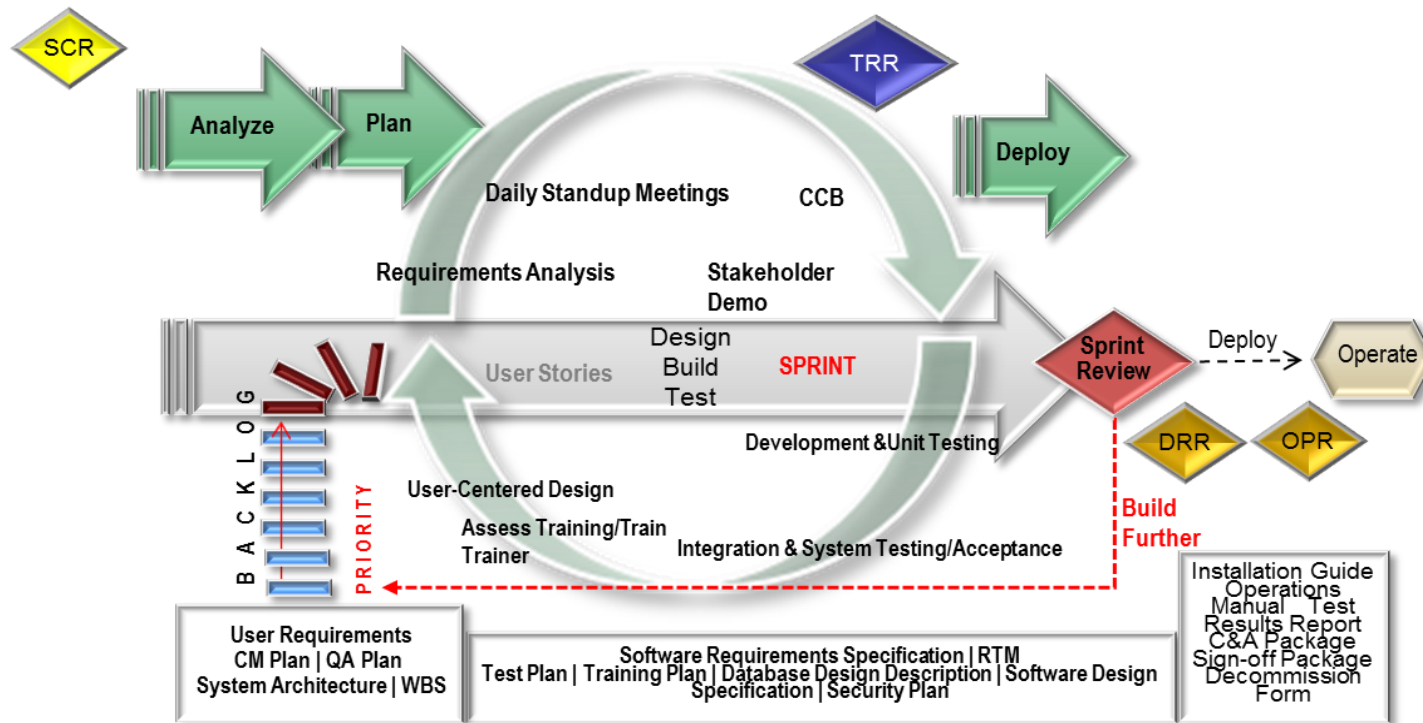 SCR
TRR
Analyze
Plan
Deploy
Daily Standup Meetings
CCB
Requirements Analysis
Stakeholder
Demo
Design
Build
Test
User Stories
SPRINT
Sprint
Review
Deploy
Operate
DRR
OPR
BACKLOG
PRIORITY
Development &Unit Testing
User-Centered Design
Assess Training/Train
Trainer
Integration & System Testing/Acceptance
Build
Further
User Requirements
CM Plan | QA Plan
System Architecture | WBS
Software Requirements Specification | RTM
Test Plan | Training Plan | Database Design Description | Software Design
Specification | Security Plan
Installation Guide
Operations
Manual Test
Results Report
C&A Package
Sign-off Package
Decommission
Form